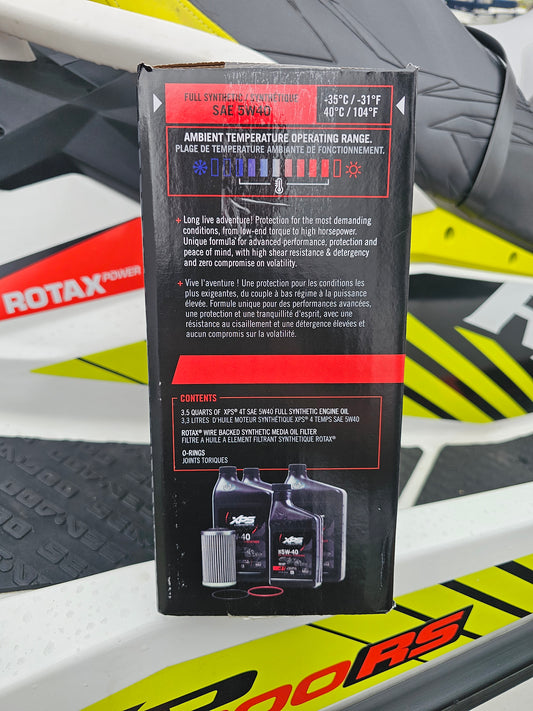 FULL SYNTHETIC / SYNTHÉTIQUE
SAE 5W40
-35°C / -31°F
40°C / 104°F
AMBIENT TEMPERATURE OPERATING RANGE.
PLAGE DE TEMPÉRATURE AMBIANTE DE FONCTIONNEMENT.
+ Long live adventure! Protection for the most demanding
conditions, from low-end torque to high horsepower.
Unique formula for advanced performance, protection and
peace of mind, with high shear resistance & detergency
and zero compromise on volatility.
+ Vive l'aventure ! Une protection pour les conditions les
plus exigeantes, du couple à bas régime à la puissance
élevée. Formule unique pour des performances avancées,
une protection et une tranquillité d'esprit, avec une
résistance au cisaillement et une détergence élevées et
aucun compromis sur la volatilité.
ROTAX POWER
CONTENTS
3.5 QUARTS OF XPS® 4T SAE 5W40 FULL SYNTHETIC ENGINE OIL
3,3 LITRES D'HUILE MOTEUR SYNTHÉTIQUE XPS® 4 TEMPS SAE 5W40
ROTAX® WIRE BACKED SYNTHETIC MEDIA OIL FILTER
FILTRE A HUILE A ELEMENT FILTRANT SYNTHETIQUE ROTAX®
O-RINGS
JOINTS TORIQUES
XPS
-40
XPS
5W-40
00RS